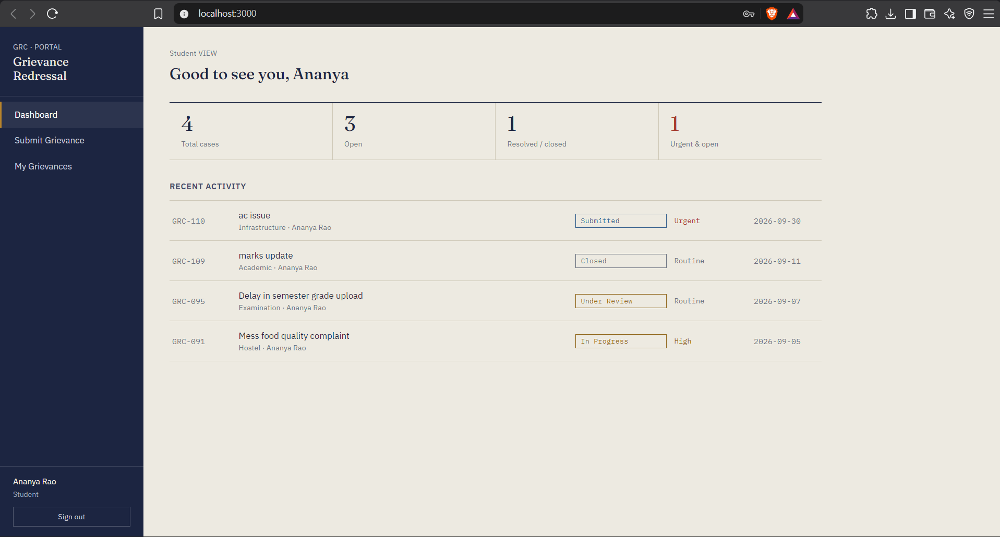 localhost:3000
GRC · PORTAL
Grievance
Redressal
Dashboard
Submit Grievance
My Grievances
Ananya Rao
Student
Sign out
Student VIEW
Good to see you, Ananya
4
Total cases
3
Open
1
Resolved / closed
1
Urgent & open
RECENT ACTIVITY
GRC-110 ac issue Submitted Urgent 2026-09-30
Infrastructure · Ananya Rao
GRC-109 marks update Closed Routine 2026-09-11
Academic · Ananya Rao
GRC-095 Delay in semester grade upload Under Review Routine 2026-09-07
Examination · Ananya Rao
GRC-091 Mess food quality complaint In Progress High 2026-09-05
Hostel · Ananya Rao